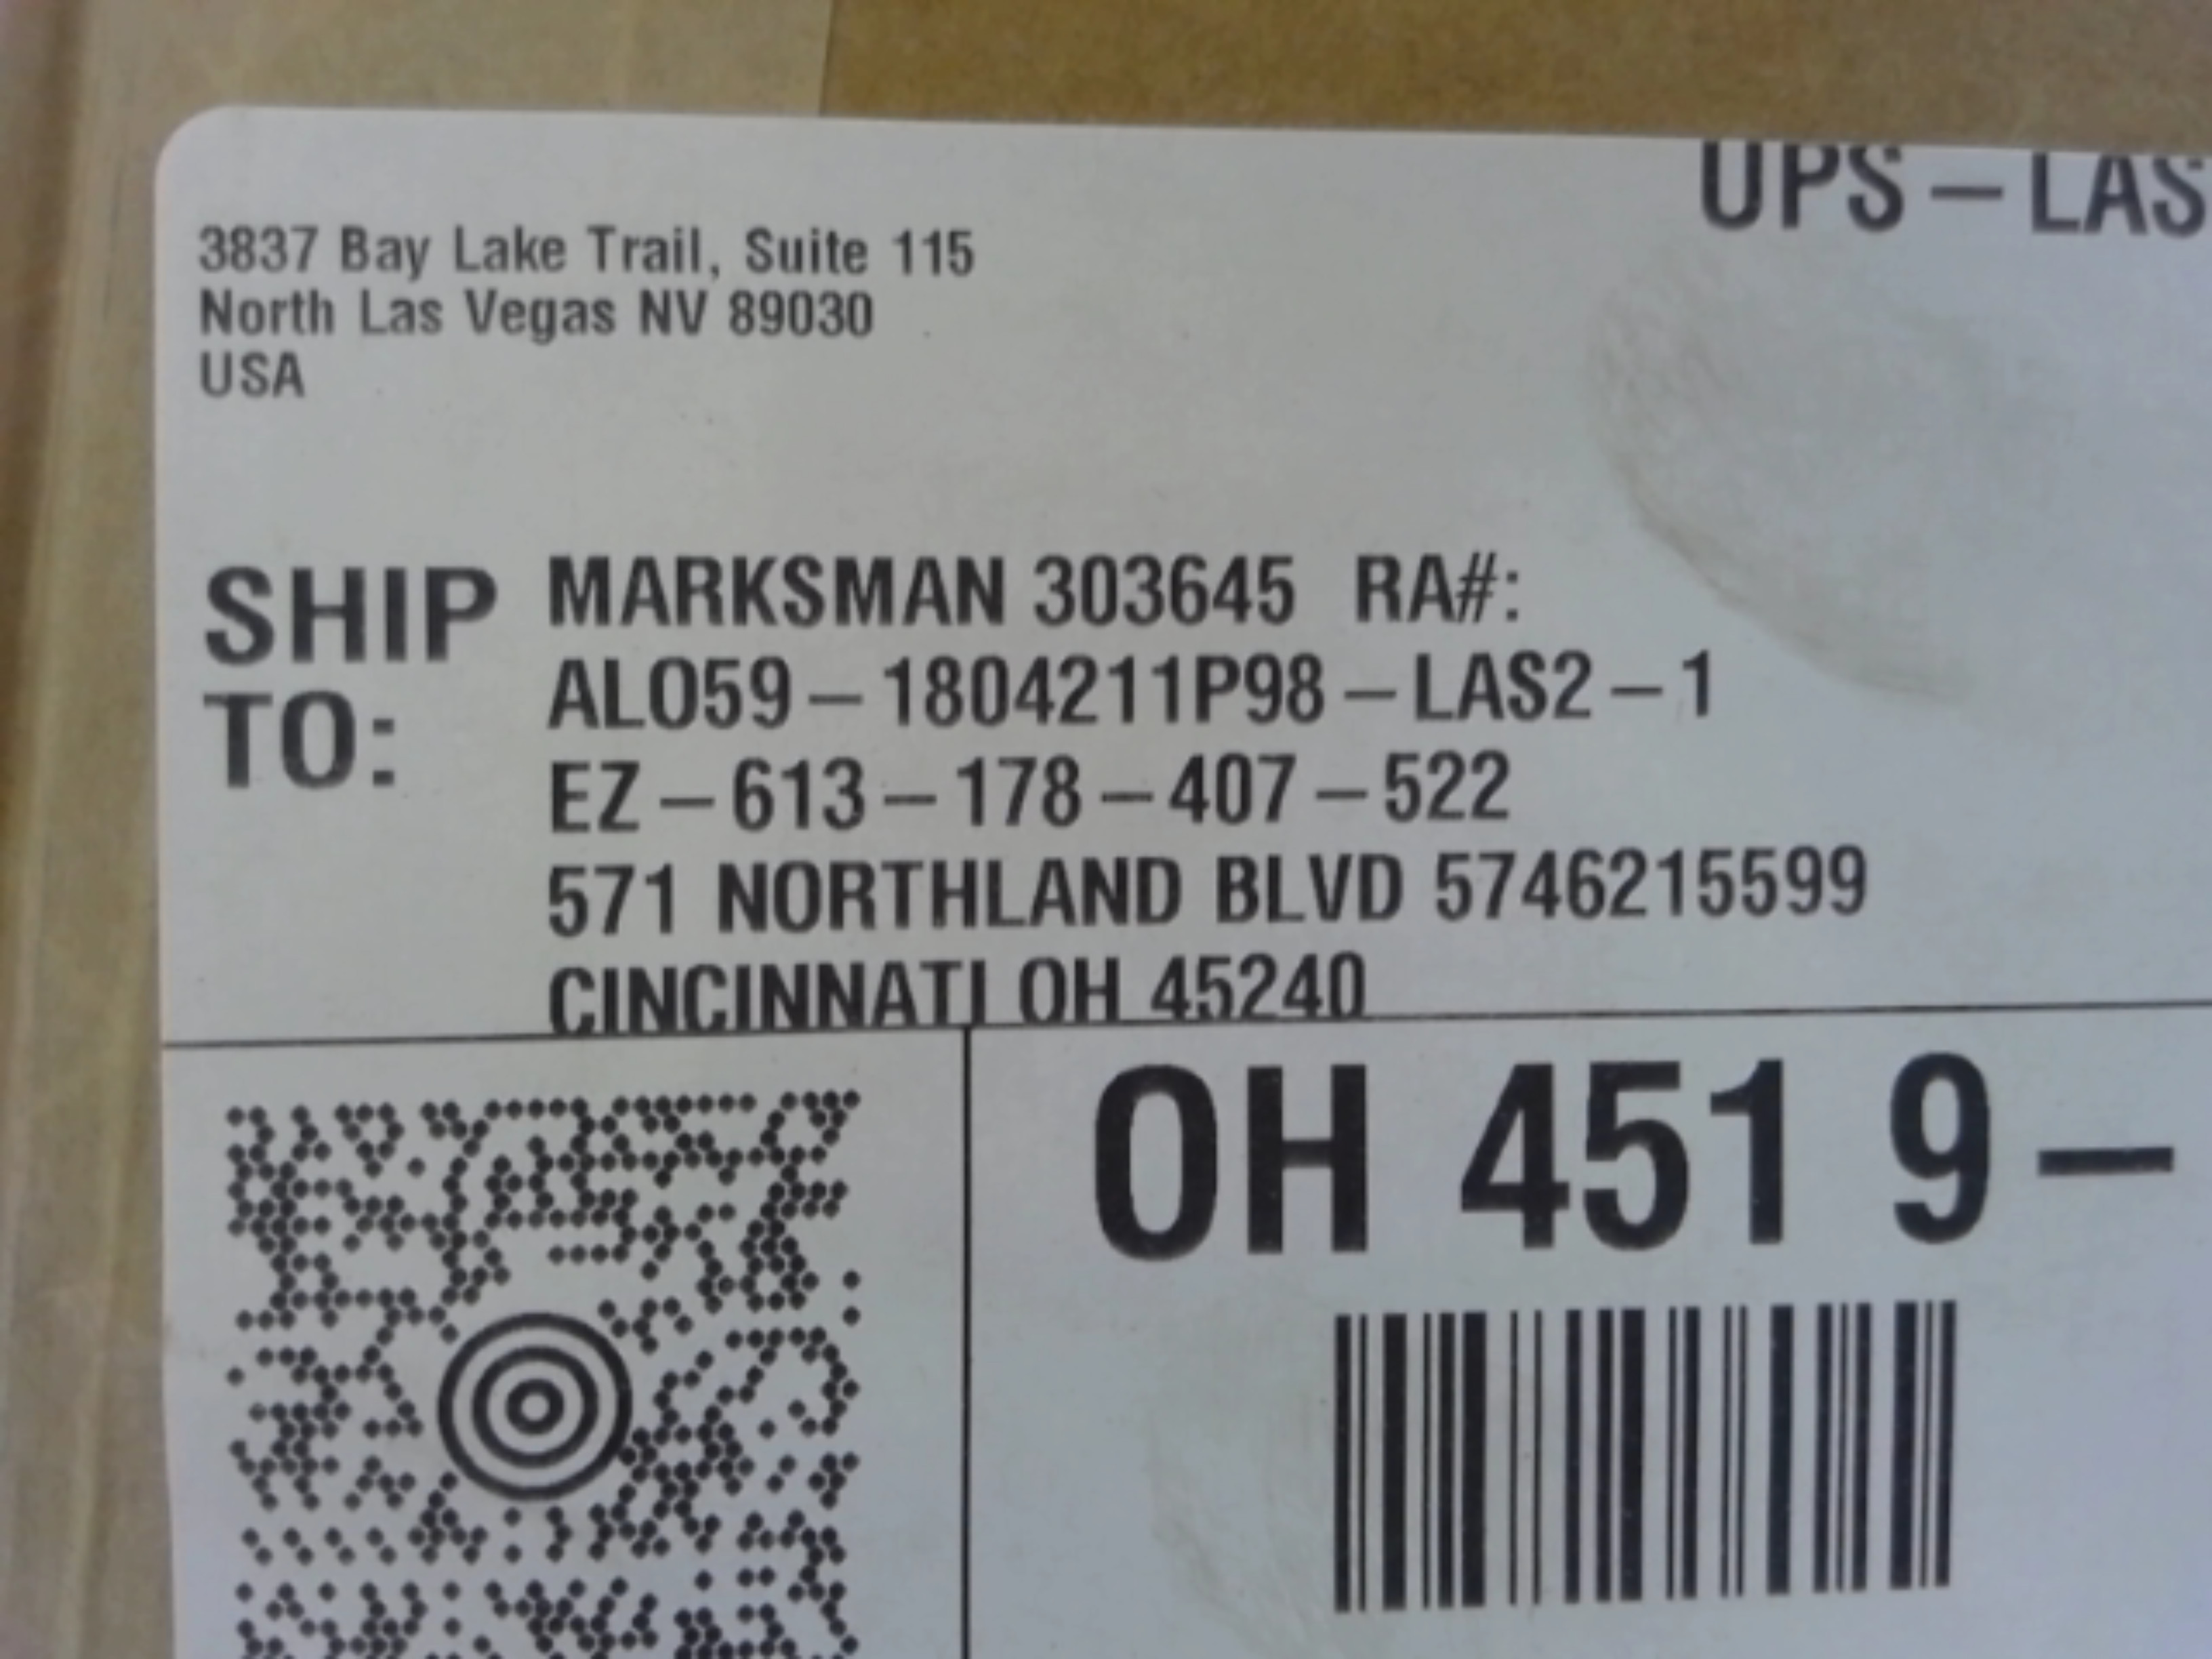 UPS – LAS
3837 Bay Lake Trail, Suite 115
North Las Vegas NV 89030
USA
SHIP TO:
MARKSMAN 303645 RA#:
ALO59 – 1804211P98 – LAS2 – 1
EZ – 613 – 178 – 407 – 522
571 NORTHLAND BLVD 5746215599
CINCINNATI OH 45240
OH 451 9 –